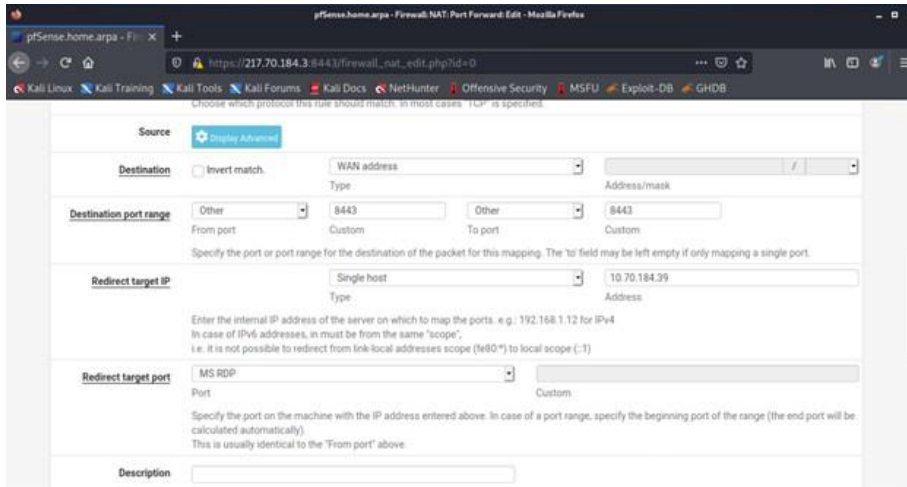 pfSense.home.arpa - Firewall: NAT: Port Forward: Edit - Mozilla Firefox
pfSense.home.arpa - Fir
https://217.70.184.3:8443/firewall_nat_edit.php?id=0
Kali Linux Kali Training Kali Tools Kali Forums Kali Docs NetHunter Offensive Security MSFU Exploit-DB GHDB
Choose which protocol this rule should match. In most cases "TCP" is specified.
Source Display Advanced
Destination Invert match. WAN address /
Type Address/mask
Destination port range Other 8443 Other 8443
From port Custom To port Custom
Specify the port or port range for the destination of the packet for this mapping. The 'to' field may be left empty if only mapping a single port.
Redirect target IP Single host 10.70.184.39
Type Address
Enter the internal IP address of the server on which to map the ports. e.g.: 192.168.1.12 for IPv4
In case of IPv6 addresses, in must be from the same "scope",
i.e. it is not possible to redirect from link-local addresses scope (fe80:*) to local scope (::1)
Redirect target port MS RDP
Port Custom
Specify the port on the machine with the IP address entered above. In case of a port range, specify the beginning port of the range (the end port will be
calculated automatically).
This is usually identical to the "From port" above.
Description